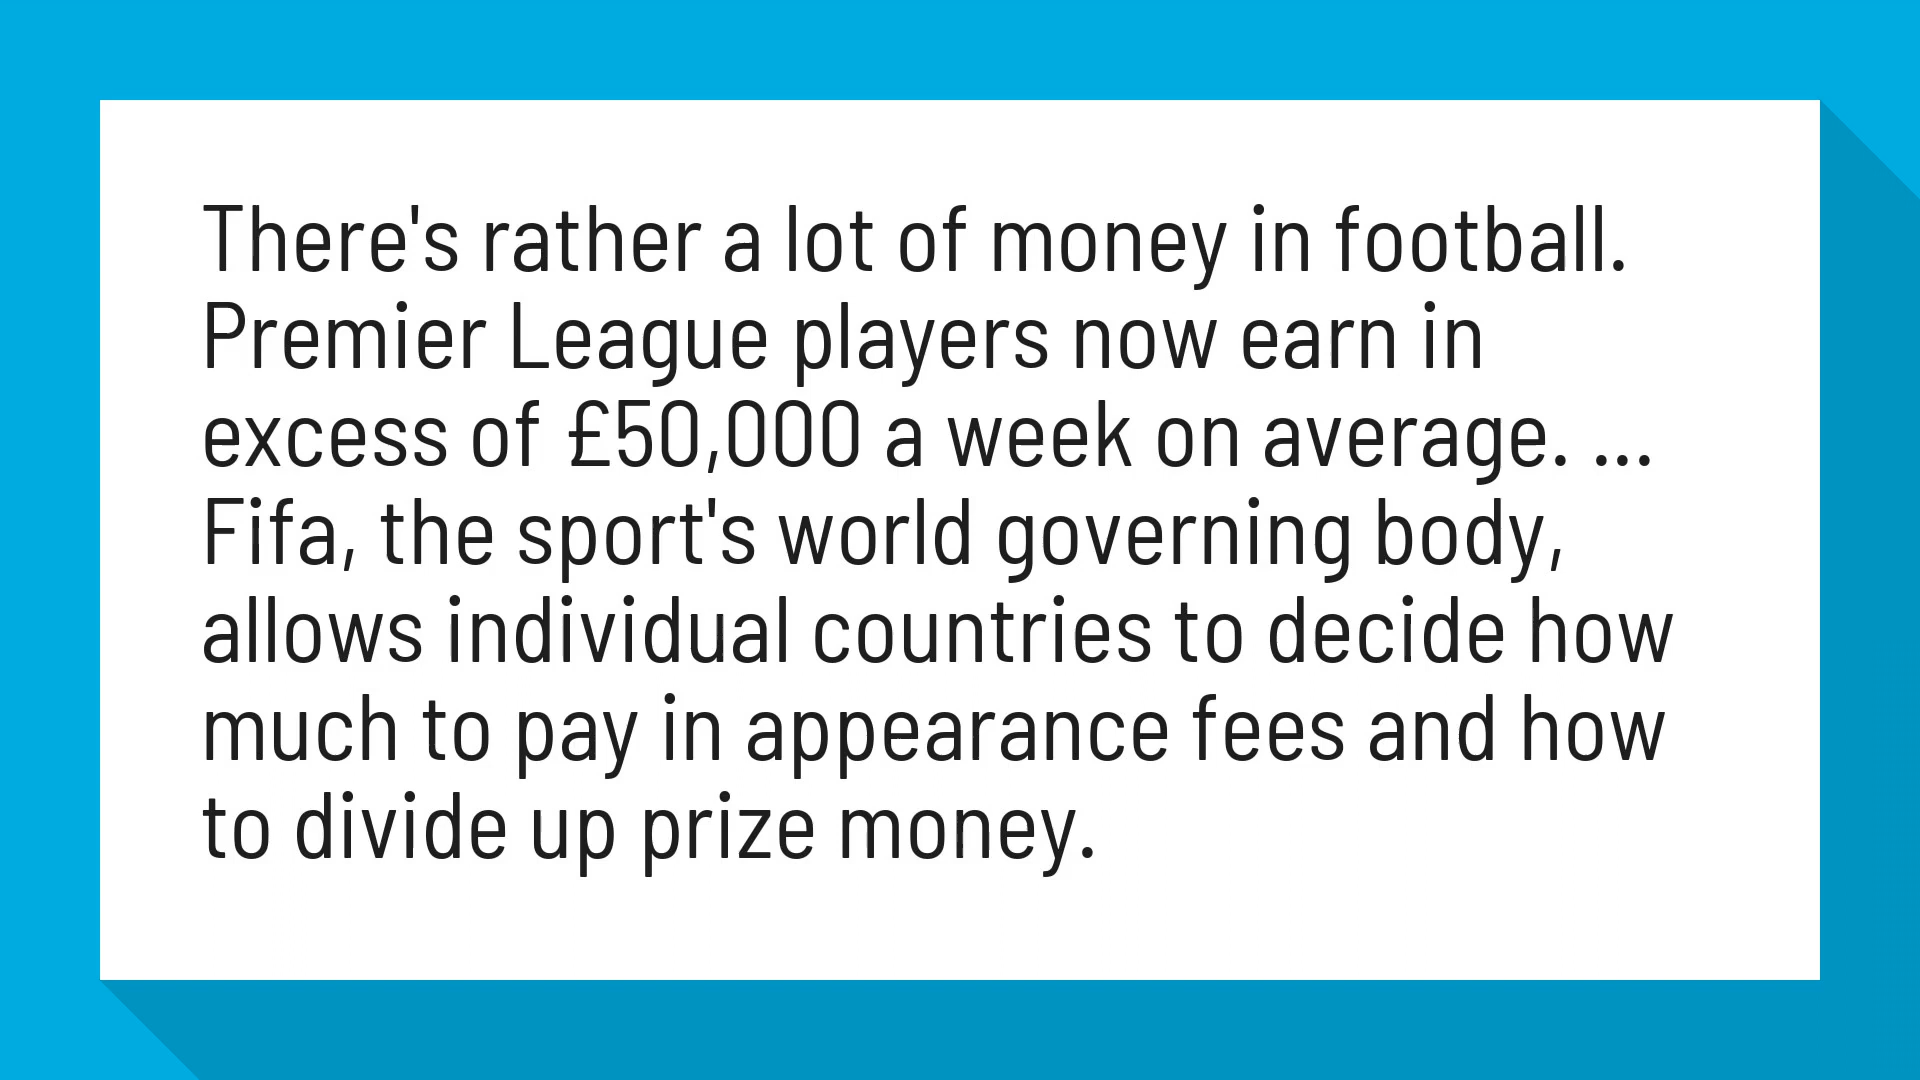 There's rather a lot of money in football.
Premier League players now earn in
excess of £50,000 a week on average. ...
Fifa, the sport's world governing body,
allows individual countries to decide how
much to pay in appearance fees and how
to divide up prize money.